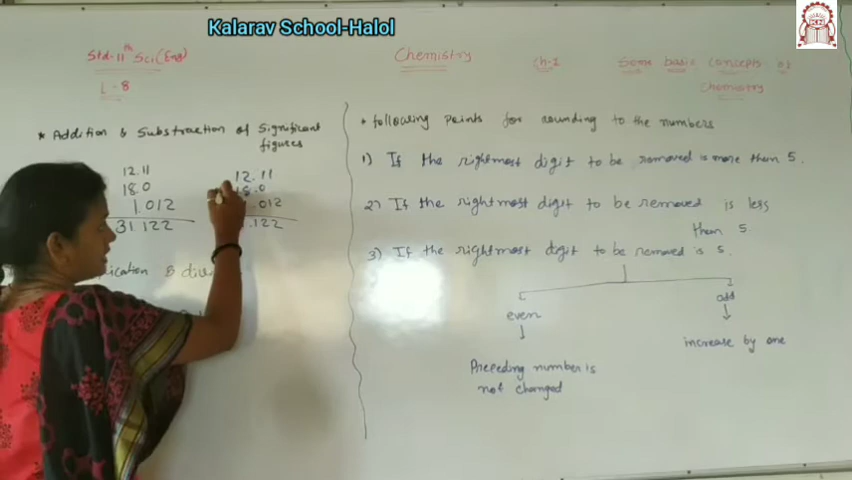 Kalarav School-Halol
Std-11th Sci (Eng)
Chemistry
Ch-1
Some basic concepts of
Chemistry
L-8
* Addition & Substraction of Significant
figures
12.11
18.0
1.012
31.122
12.11
18.0
.012
.122
* following points for rounding to the numbers
1) If the rightmost digit to be removed is more them 5.
2) If the rightmost digit to be removed is less
them 5
3) If the rightmost digit to be removed is 5.
even
odd
Preceding number is
not changed
increase by one